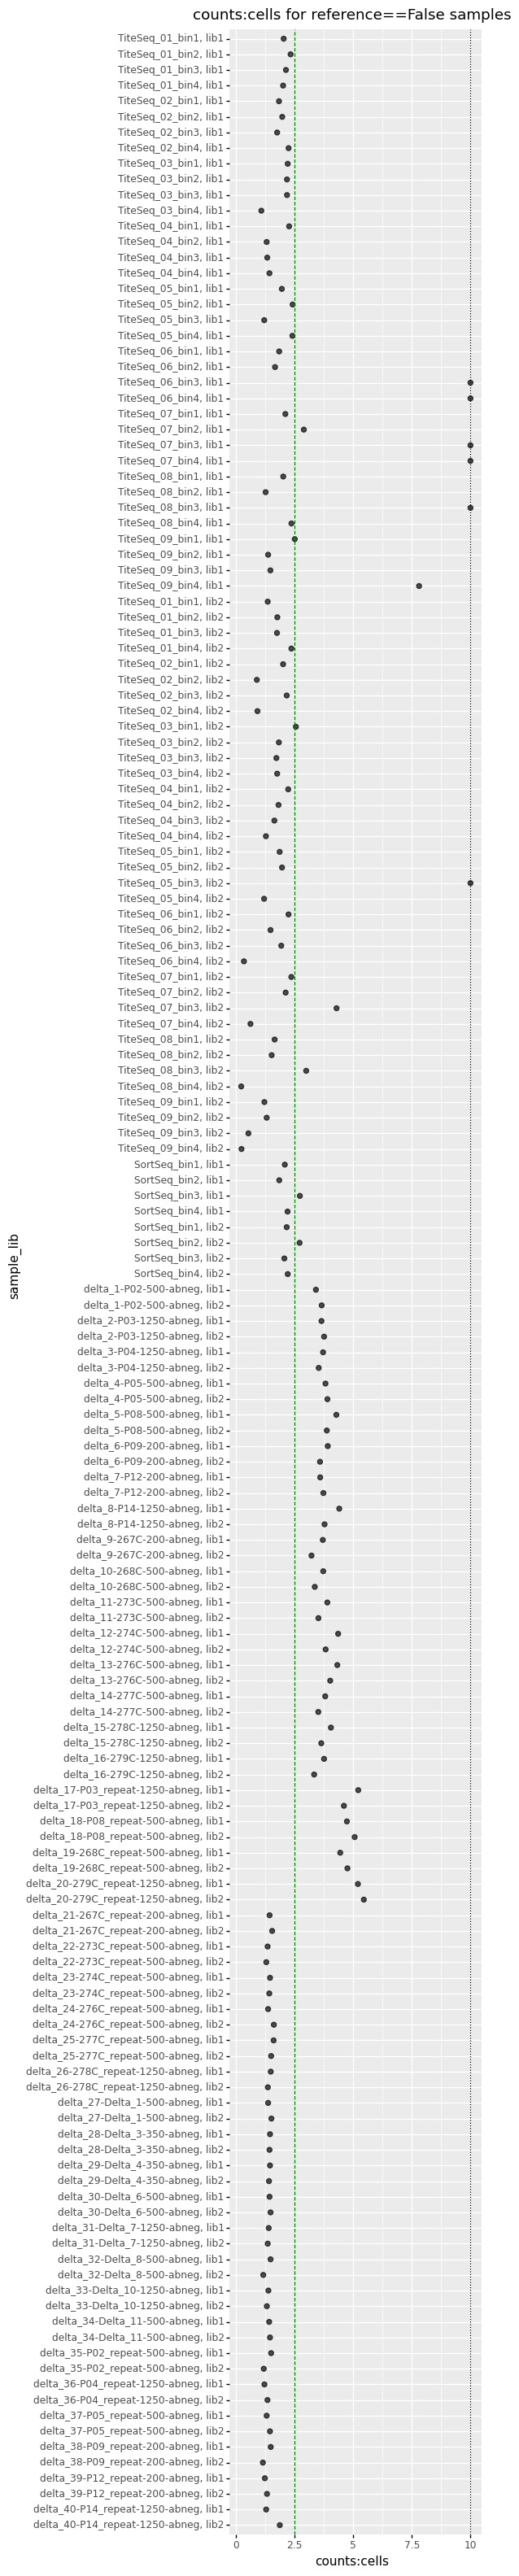 counts:cells for reference==False samples
TiteSeq_01_bin1, lib1
TiteSeq_01_bin2, lib1
TiteSeq_01_bin3, lib1
TiteSeq_01_bin4, lib1
TiteSeq_02_bin1, lib1
TiteSeq_02_bin2, lib1
TiteSeq_02_bin3, lib1
TiteSeq_02_bin4, lib1
TiteSeq_03_bin1, lib1
TiteSeq_03_bin2, lib1
TiteSeq_03_bin3, lib1
TiteSeq_03_bin4, lib1
TiteSeq_04_bin1, lib1
TiteSeq_04_bin2, lib1
TiteSeq_04_bin3, lib1
TiteSeq_04_bin4, lib1
TiteSeq_05_bin1, lib1
TiteSeq_05_bin2, lib1
TiteSeq_05_bin3, lib1
TiteSeq_05_bin4, lib1
TiteSeq_06_bin1, lib1
TiteSeq_06_bin2, lib1
TiteSeq_06_bin3, lib1
TiteSeq_06_bin4, lib1
TiteSeq_07_bin1, lib1
TiteSeq_07_bin2, lib1
TiteSeq_07_bin3, lib1
TiteSeq_07_bin4, lib1
TiteSeq_08_bin1, lib1
TiteSeq_08_bin2, lib1
TiteSeq_08_bin3, lib1
TiteSeq_08_bin4, lib1
TiteSeq_09_bin1, lib1
TiteSeq_09_bin2, lib1
TiteSeq_09_bin3, lib1
TiteSeq_09_bin4, lib1
TiteSeq_01_bin1, lib2
TiteSeq_01_bin2, lib2
TiteSeq_01_bin3, lib2
TiteSeq_01_bin4, lib2
TiteSeq_02_bin1, lib2
TiteSeq_02_bin2, lib2
TiteSeq_02_bin3, lib2
TiteSeq_02_bin4, lib2
TiteSeq_03_bin1, lib2
TiteSeq_03_bin2, lib2
TiteSeq_03_bin3, lib2
TiteSeq_03_bin4, lib2
TiteSeq_04_bin1, lib2
TiteSeq_04_bin2, lib2
TiteSeq_04_bin3, lib2
TiteSeq_04_bin4, lib2
TiteSeq_05_bin1, lib2
TiteSeq_05_bin2, lib2
TiteSeq_05_bin3, lib2
TiteSeq_05_bin4, lib2
TiteSeq_06_bin1, lib2
TiteSeq_06_bin2, lib2
TiteSeq_06_bin3, lib2
TiteSeq_06_bin4, lib2
TiteSeq_07_bin1, lib2
TiteSeq_07_bin2, lib2
TiteSeq_07_bin3, lib2
TiteSeq_07_bin4, lib2
TiteSeq_08_bin1, lib2
TiteSeq_08_bin2, lib2
TiteSeq_08_bin3, lib2
TiteSeq_08_bin4, lib2
TiteSeq_09_bin1, lib2
TiteSeq_09_bin2, lib2
TiteSeq_09_bin3, lib2
TiteSeq_09_bin4, lib2
SortSeq_bin1, lib1
SortSeq_bin2, lib1
SortSeq_bin3, lib1
SortSeq_bin4, lib1
SortSeq_bin1, lib2
SortSeq_bin2, lib2
SortSeq_bin3, lib2
SortSeq_bin4, lib2
delta_1-P02-500-abneg, lib1
delta_1-P02-500-abneg, lib2
delta_2-P03-1250-abneg, lib1
delta_2-P03-1250-abneg, lib2
delta_3-P04-1250-abneg, lib1
delta_3-P04-1250-abneg, lib2
delta_4-P05-500-abneg, lib1
delta_4-P05-500-abneg, lib2
delta_5-P08-500-abneg, lib1
delta_5-P08-500-abneg, lib2
delta_6-P09-200-abneg, lib1
delta_6-P09-200-abneg, lib2
delta_7-P12-200-abneg, lib1
delta_7-P12-200-abneg, lib2
delta_8-P14-1250-abneg, lib1
delta_8-P14-1250-abneg, lib2
delta_9-267C-200-abneg, lib1
delta_9-267C-200-abneg, lib2
delta_10-268C-500-abneg, lib1
delta_10-268C-500-abneg, lib2
delta_11-273C-500-abneg, lib1
delta_11-273C-500-abneg, lib2
delta_12-274C-500-abneg, lib1
delta_12-274C-500-abneg, lib2
delta_13-276C-500-abneg, lib1
delta_13-276C-500-abneg, lib2
delta_14-277C-500-abneg, lib1
delta_14-277C-500-abneg, lib2
delta_15-278C-1250-abneg, lib1
delta_15-278C-1250-abneg, lib2
delta_16-279C-1250-abneg, lib1
delta_16-279C-1250-abneg, lib2
delta_17-P03_repeat-1250-abneg, lib1
delta_17-P03_repeat-1250-abneg, lib2
delta_18-P08_repeat-500-abneg, lib1
delta_18-P08_repeat-500-abneg, lib2
delta_19-268C_repeat-500-abneg, lib1
delta_19-268C_repeat-500-abneg, lib2
delta_20-279C_repeat-1250-abneg, lib1
delta_20-279C_repeat-1250-abneg, lib2
delta_21-267C_repeat-200-abneg, lib1
delta_21-267C_repeat-200-abneg, lib2
delta_22-273C_repeat-500-abneg, lib1
delta_22-273C_repeat-500-abneg, lib2
delta_23-274C_repeat-500-abneg, lib1
delta_23-274C_repeat-500-abneg, lib2
delta_24-276C_repeat-500-abneg, lib1
delta_24-276C_repeat-500-abneg, lib2
delta_25-277C_repeat-500-abneg, lib1
delta_25-277C_repeat-500-abneg, lib2
delta_26-278C_repeat-1250-abneg, lib1
delta_26-278C_repeat-1250-abneg, lib2
delta_27-Delta_1-500-abneg, lib1
delta_27-Delta_1-500-abneg, lib2
delta_28-Delta_3-350-abneg, lib1
delta_28-Delta_3-350-abneg, lib2
delta_29-Delta_4-350-abneg, lib1
delta_29-Delta_4-350-abneg, lib2
delta_30-Delta_6-500-abneg, lib1
delta_30-Delta_6-500-abneg, lib2
delta_31-Delta_7-1250-abneg, lib1
delta_31-Delta_7-1250-abneg, lib2
delta_32-Delta_8-500-abneg, lib1
delta_32-Delta_8-500-abneg, lib2
delta_33-Delta_10-1250-abneg, lib1
delta_33-Delta_10-1250-abneg, lib2
delta_34-Delta_11-500-abneg, lib1
delta_34-Delta_11-500-abneg, lib2
delta_35-P02_repeat-500-abneg, lib1
delta_35-P02_repeat-500-abneg, lib2
delta_36-P04_repeat-1250-abneg, lib1
delta_36-P04_repeat-1250-abneg, lib2
delta_37-P05_repeat-500-abneg, lib1
delta_37-P05_repeat-500-abneg, lib2
delta_38-P09_repeat-200-abneg, lib1
delta_38-P09_repeat-200-abneg, lib2
delta_39-P12_repeat-200-abneg, lib1
delta_39-P12_repeat-200-abneg, lib2
delta_40-P14_repeat-1250-abneg, lib1
delta_40-P14_repeat-1250-abneg, lib2
sample_lib
0 2.5 5 7.5 10
counts:cells